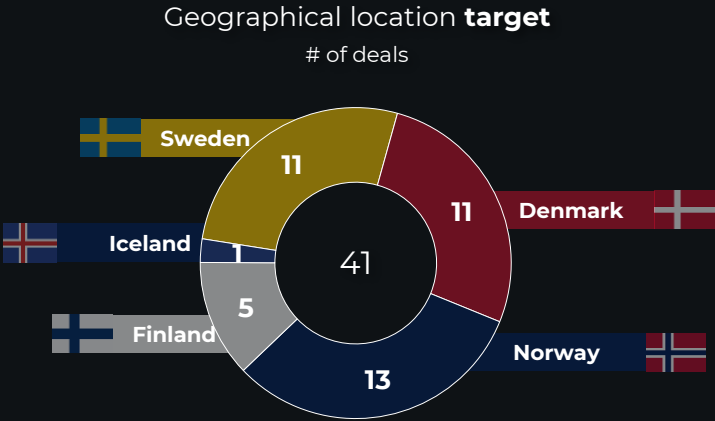 Geographical location target
# of deals
Sweden
11
11
Denmark
Iceland
1
41
5
Finland
Norway
13